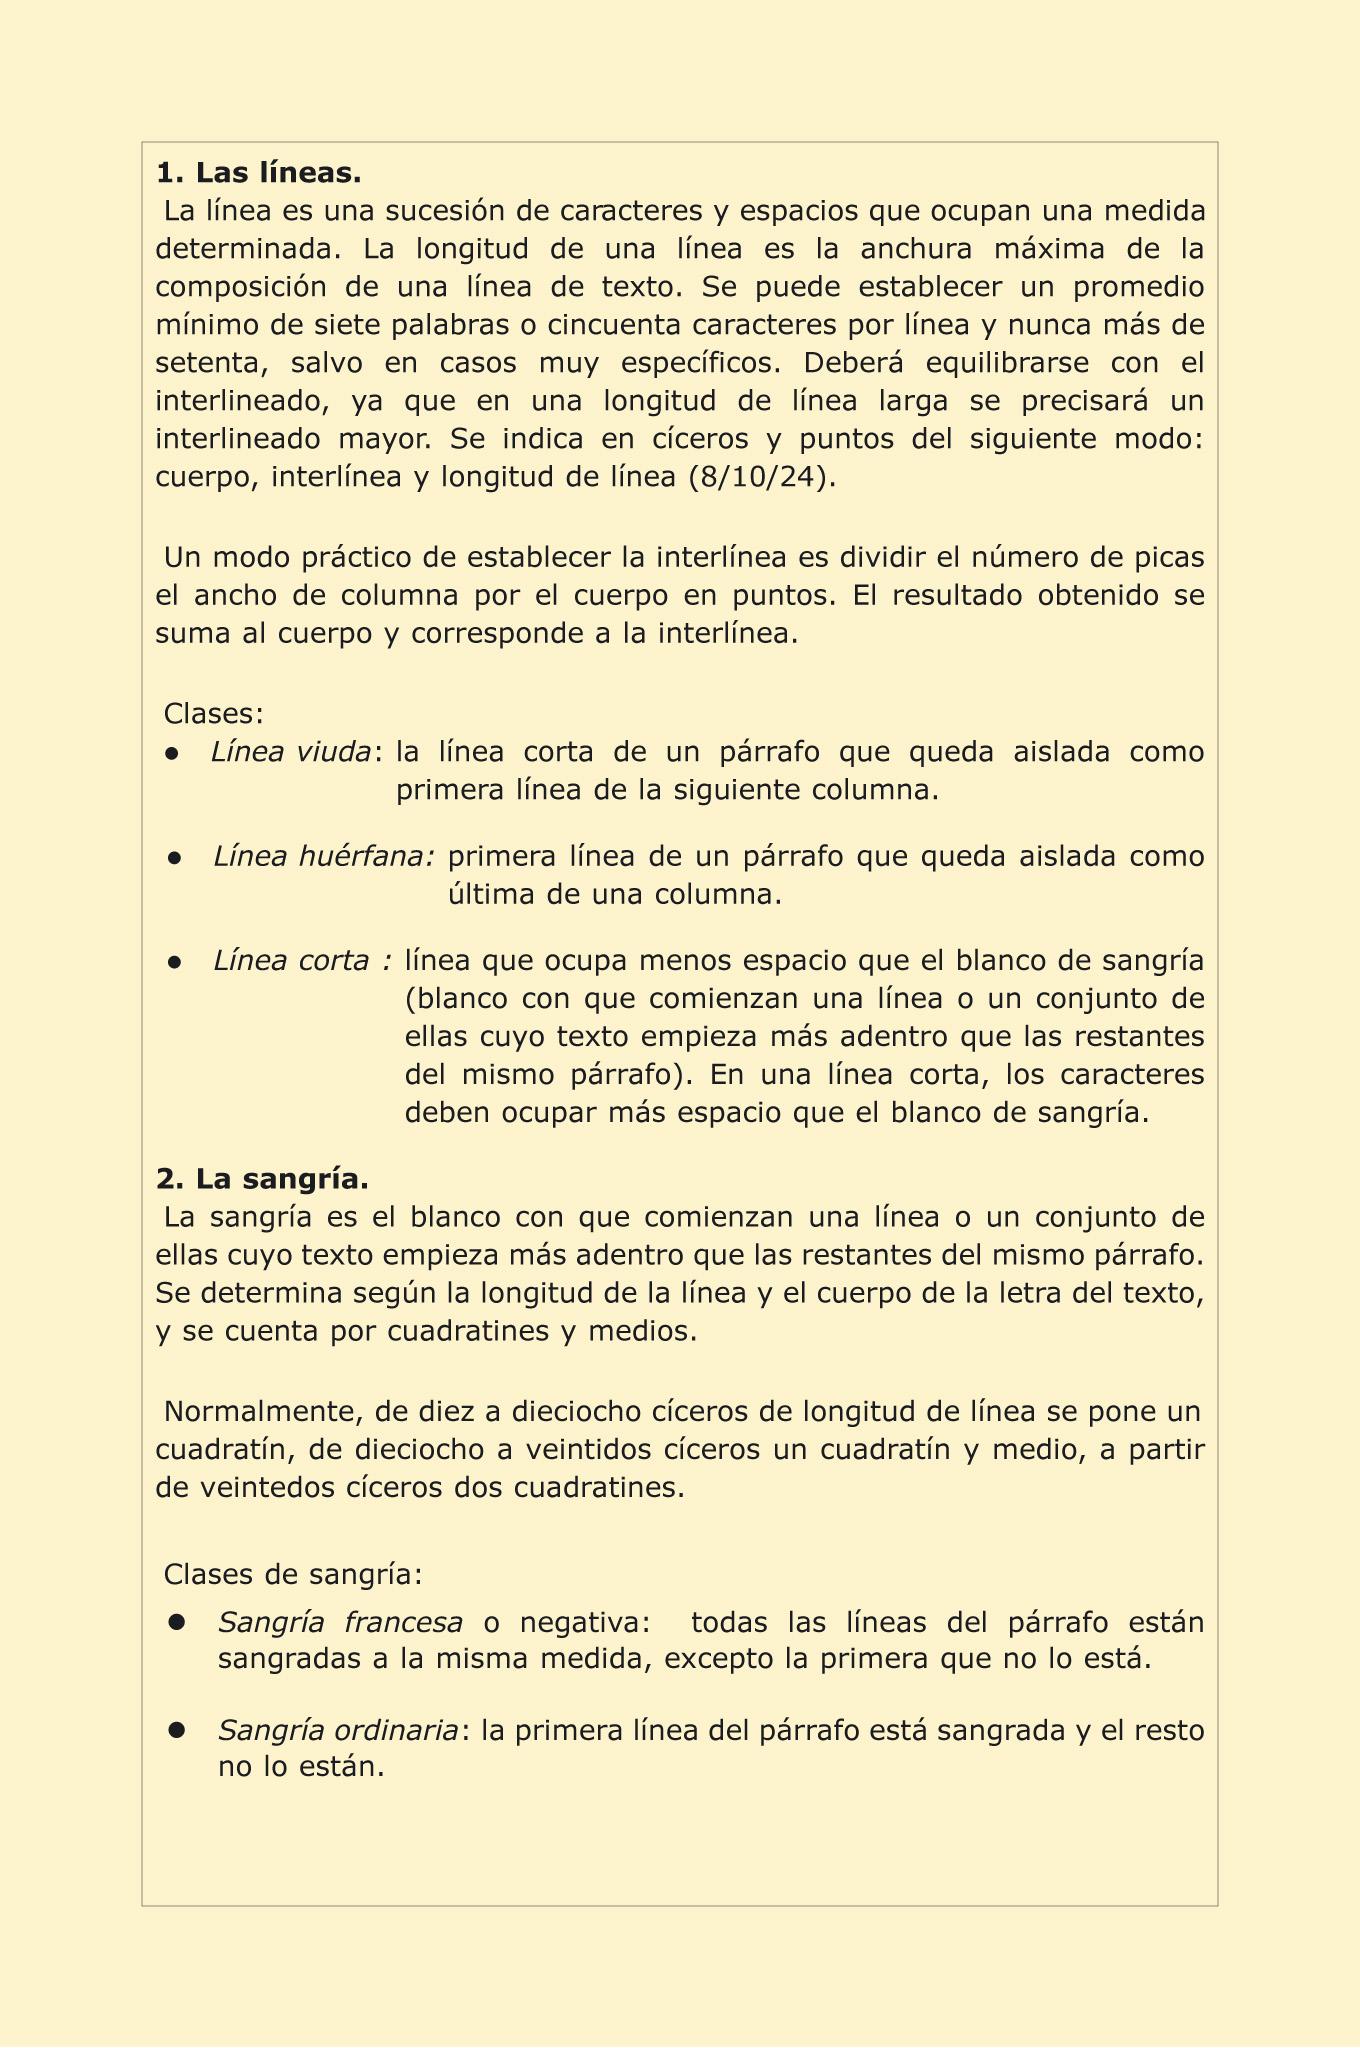 1. Las líneas.
La línea es una sucesión de caracteres y espacios que ocupan una medida
determinada. La longitud de una línea es la anchura máxima de la
composición de una línea de texto. Se puede establecer un promedio
mínimo de siete palabras o cincuenta caracteres por línea y nunca más de
setenta, salvo en casos muy específicos. Deberá equilibrarse con el
interlineado, ya que en una longitud de línea larga se precisará un
interlineado mayor. Se indica en cíceros y puntos del siguiente modo:
cuerpo, interlínea y longitud de línea (8/10/24).
Un modo práctico de establecer la interlínea es dividir el número de picas
el ancho de columna por el cuerpo en puntos. El resultado obtenido se
suma al cuerpo y corresponde a la interlínea.
Clases:
● Línea viuda: la línea corta de un párrafo que queda aislada como
primera línea de la siguiente columna.
● Línea huérfana: primera línea de un párrafo que queda aislada como
última de una columna.
● Línea corta : línea que ocupa menos espacio que el blanco de sangría
(blanco con que comienzan una línea o un conjunto de
ellas cuyo texto empieza más adentro que las restantes
del mismo párrafo). En una línea corta, los caracteres
deben ocupar más espacio que el blanco de sangría.
2. La sangría.
La sangría es el blanco con que comienzan una línea o un conjunto de
ellas cuyo texto empieza más adentro que las restantes del mismo párrafo.
Se determina según la longitud de la línea y el cuerpo de la letra del texto,
y se cuenta por cuadratines y medios.
Normalmente, de diez a dieciocho cíceros de longitud de línea se pone un
cuadratín, de dieciocho a veintidos cíceros un cuadratín y medio, a partir
de veintedos cíceros dos cuadratines.
Clases de sangría:
● Sangría francesa o negativa: todas las líneas del párrafo están
sangradas a la misma medida, excepto la primera que no lo está.
● Sangría ordinaria: la primera línea del párrafo está sangrada y el resto
no lo están.